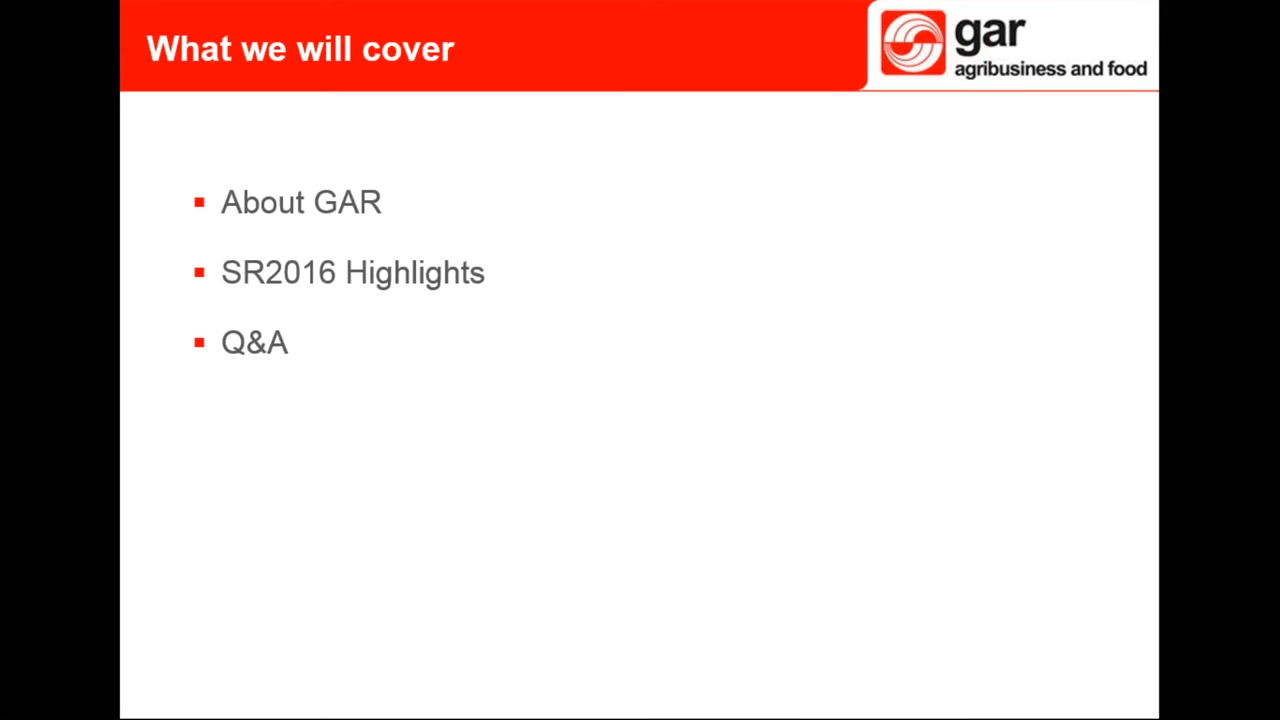 What we will cover
gar
agribusiness and food
About GAR
SR2016 Highlights
Q&A